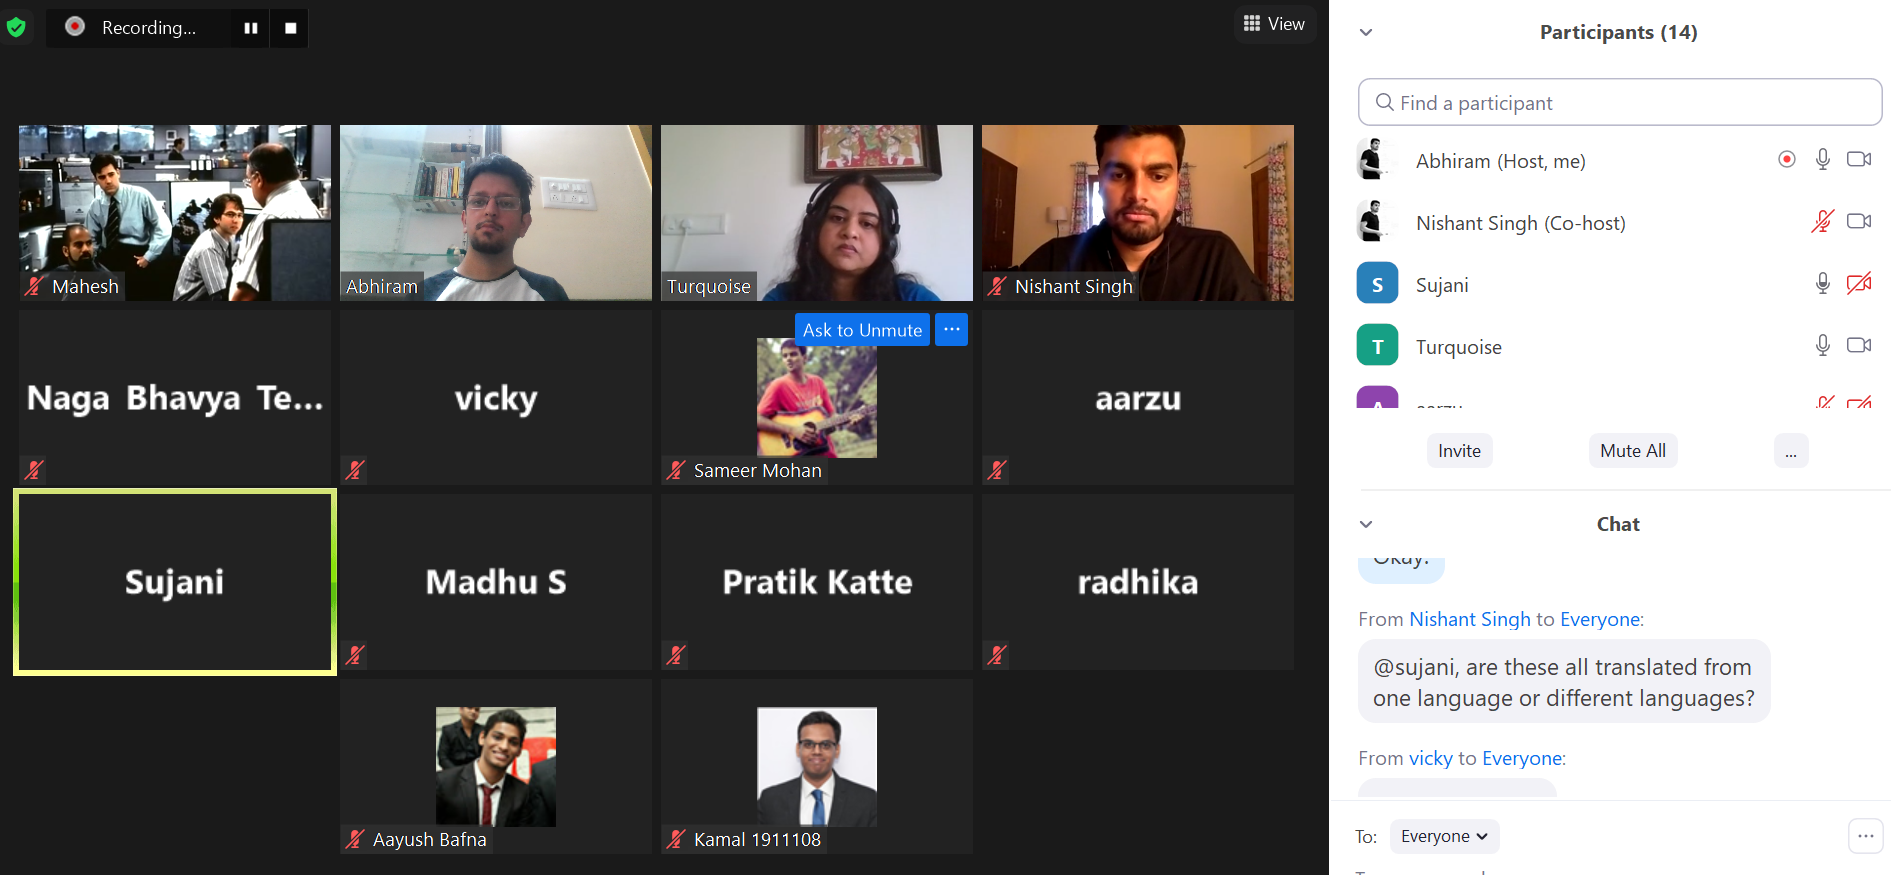 Recording...
View
Mahesh
Abhiram
Turquoise
Nishant Singh
Naga Bhavya Te...
vicky
Ask to Unmute
...
Sameer Mohan
aarzu
Sujani
Madhu S
Pratik Katte
radhika
Aayush Bafna
Kamal 1911108
Participants (14)
Find a participant
Abhiram (Host, me)
Nishant Singh (Co-host)
S Sujani
T Turquoise
A aarzu
Invite
Mute All
...
Chat
Okay.
From Nishant Singh to Everyone:
@sujani, are these all translated from
one language or different languages?
From vicky to Everyone:
To: Everyone
...